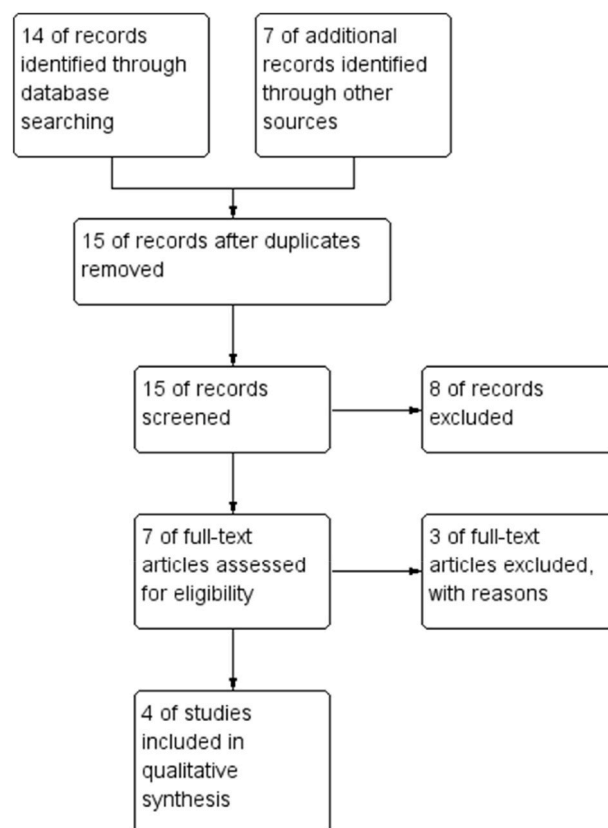 14 of records
identified through
database
searching
7 of additional
records identified
through other
sources
15 of records after duplicates
removed
15 of records
screened
8 of records
excluded
7 of full-text
articles assessed
for eligibility
3 of full-text
articles excluded,
with reasons
4 of studies
included in
qualitative
synthesis